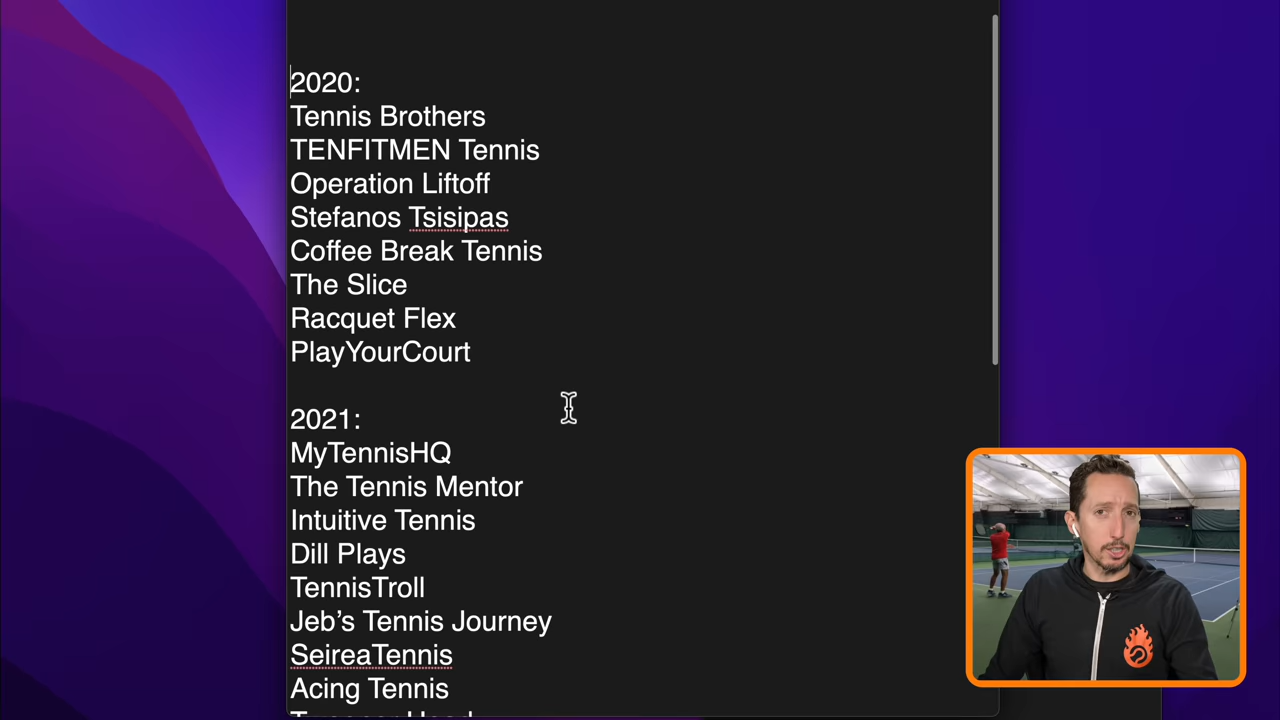 2020:
Tennis Brothers
TENFITMEN Tennis
Operation Liftoff
Stefanos Tsisipas
Coffee Break Tennis
The Slice
Racquet Flex
PlayYourCourt
2021:
MyTennisHQ
The Tennis Mentor
Intuitive Tennis
Dill Plays
TennisTroll
Jeb’s Tennis Journey
SeireaTennis
Acing Tennis